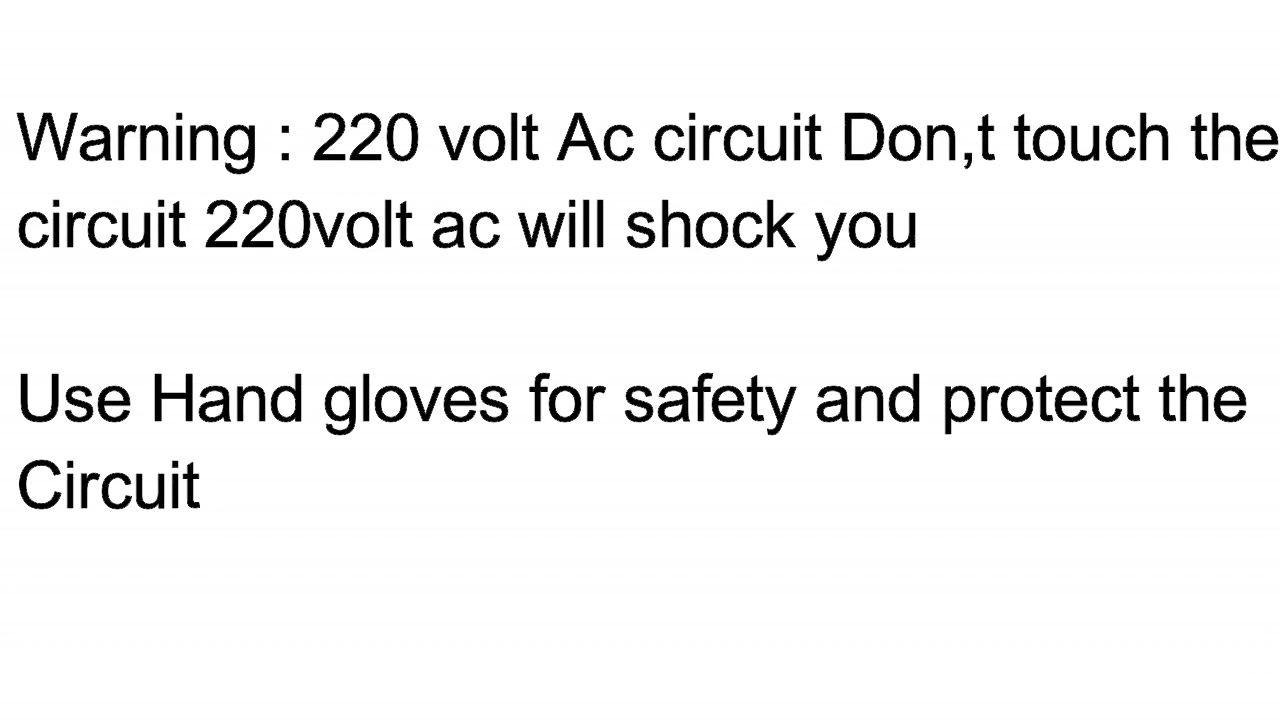 Warning : 220 volt Ac circuit Don,t touch the
circuit 220volt ac will shock you
Use Hand gloves for safety and protect the
Circuit